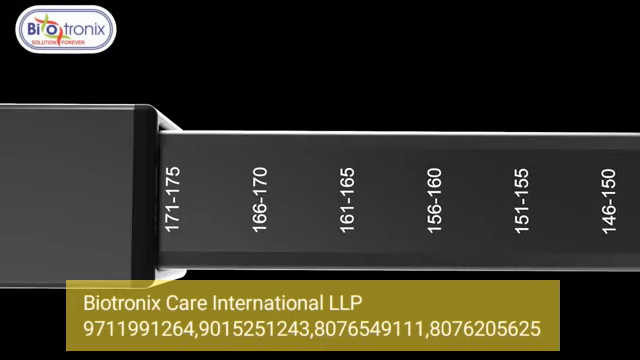 Biotronix
SOLUTION FOREVER
171-175
166-170
161-165
156-160
151-155
146-150
Biotronix Care International LLP
9711991264,9015251243,8076549111,8076205625